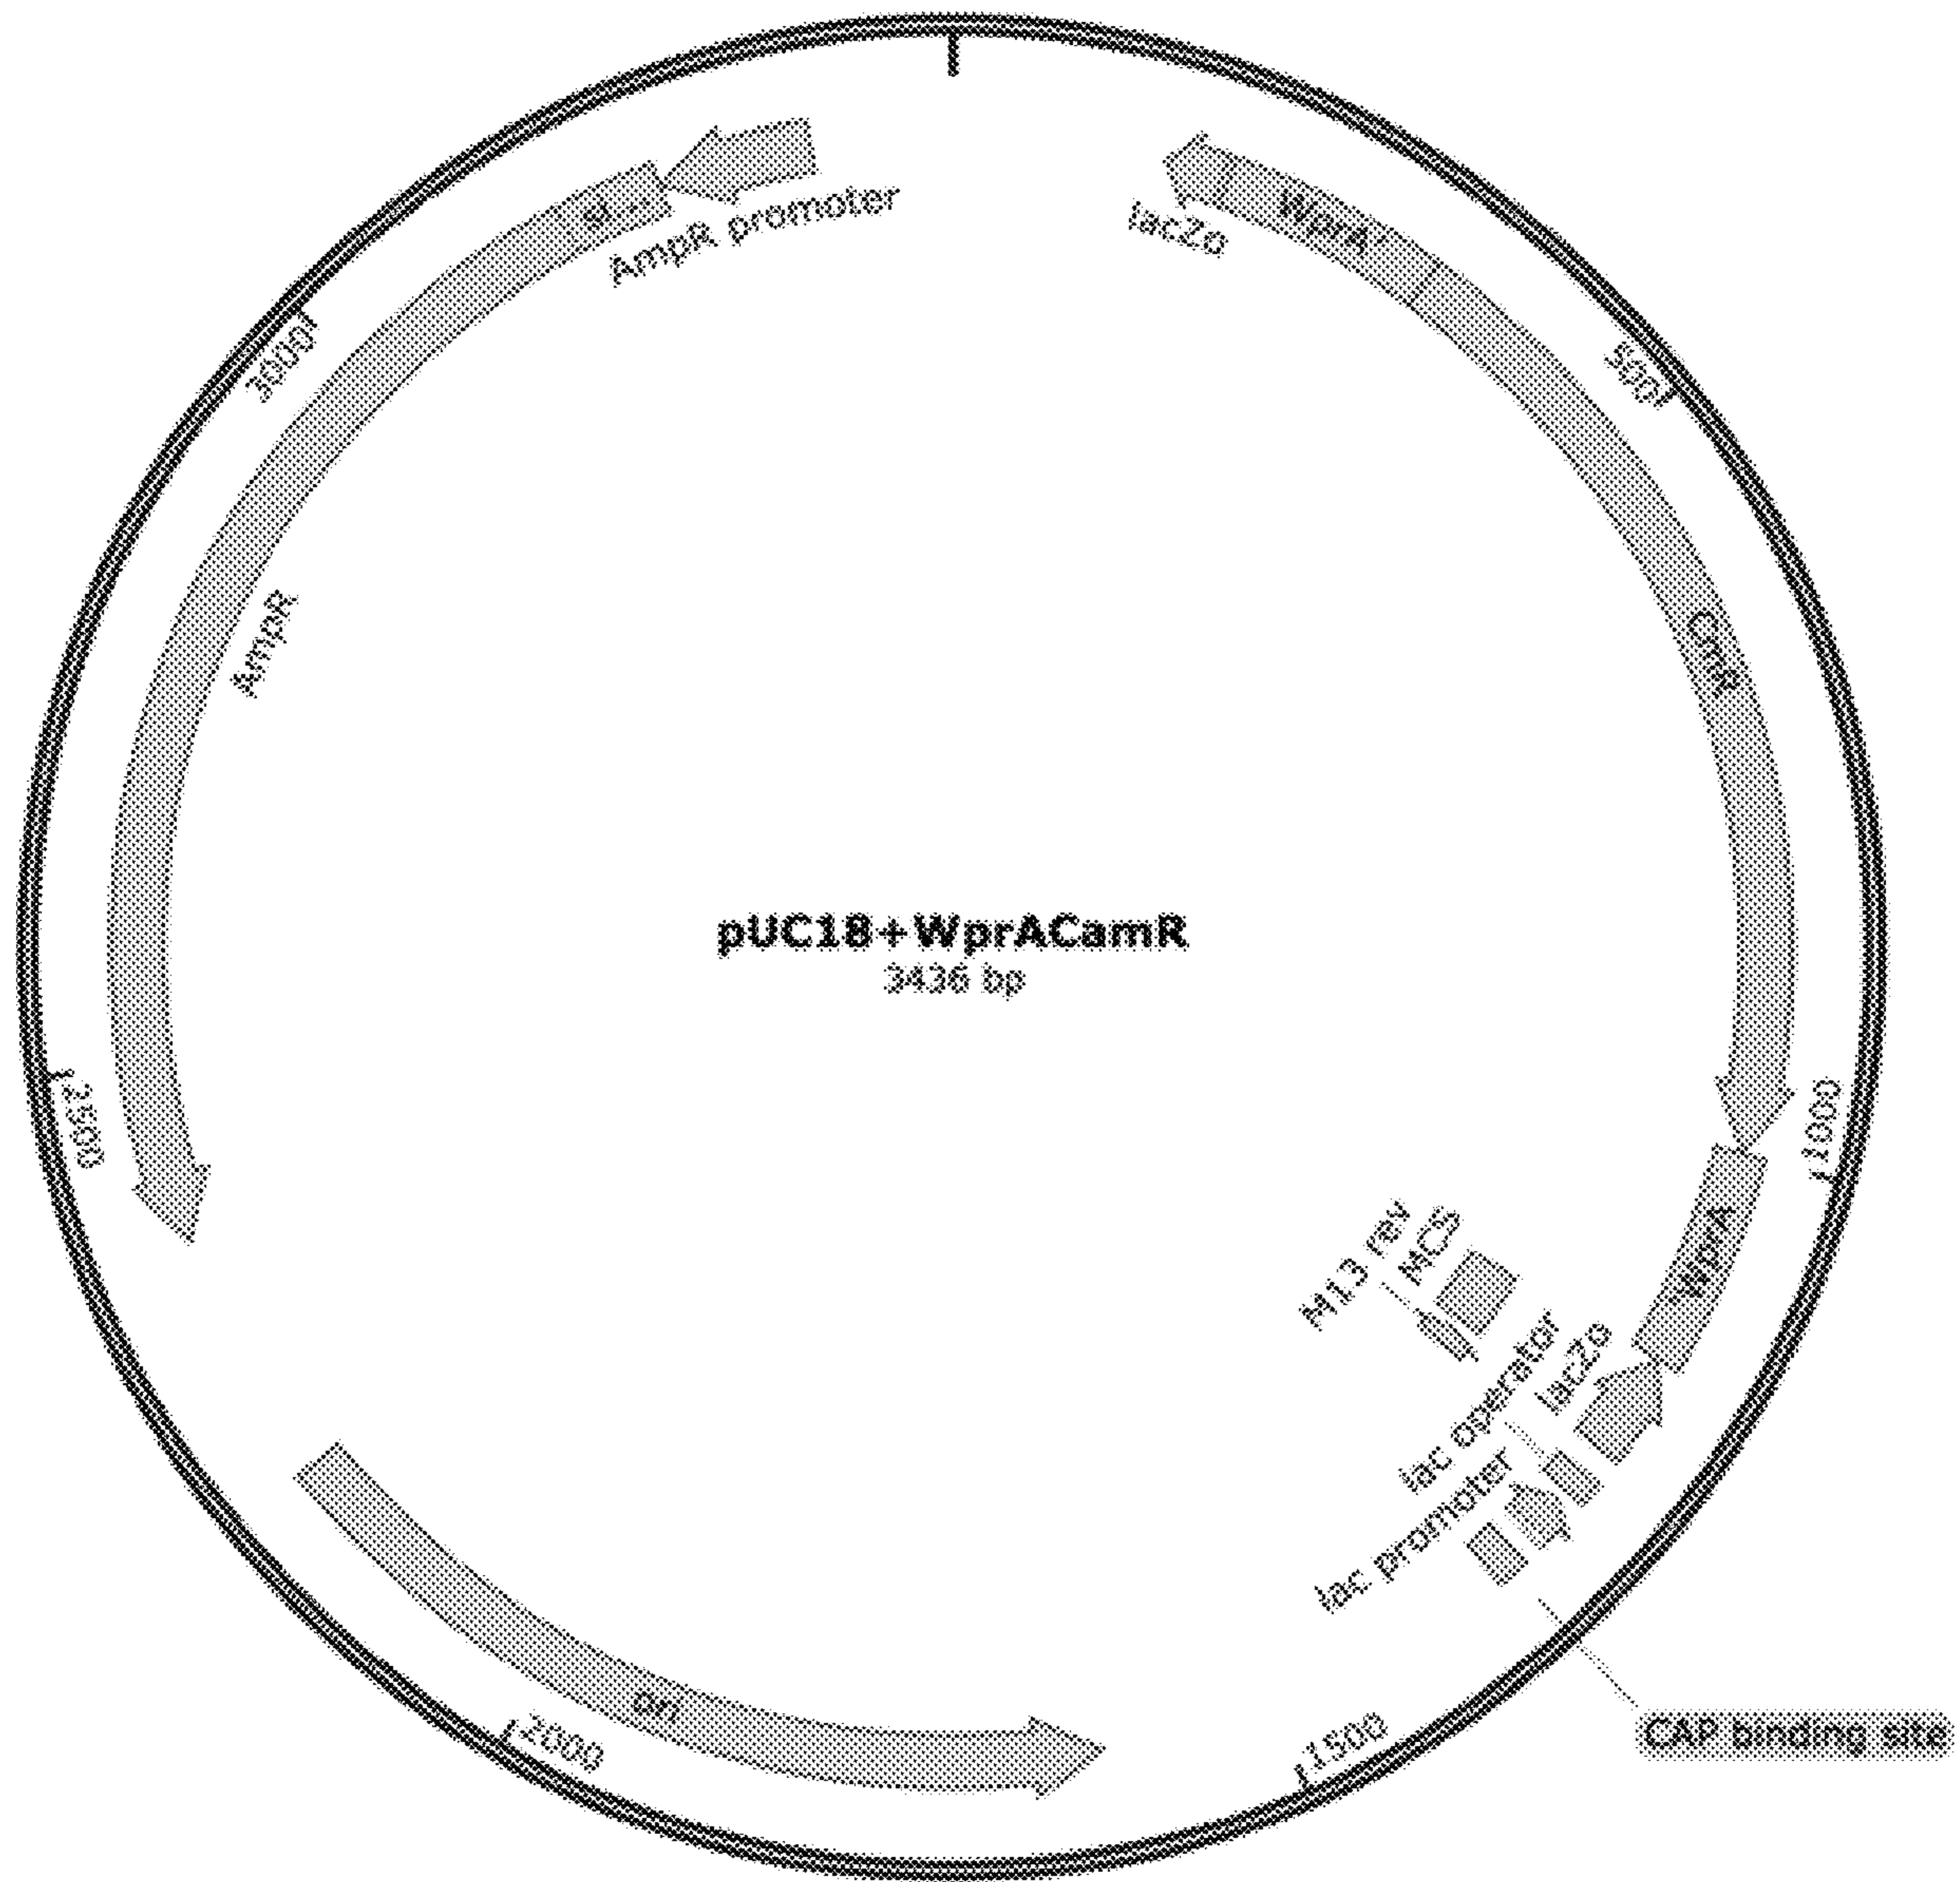 AmpR promoter
lacZα
WprA'
500
3000
CmR
AmpR
pUC18+WprACamR
3436 bp
2500
1000
'WprA
M13 rev
MCS
lac operator
lacZα
lac promoter
ori
2000
1500
CAP binding site